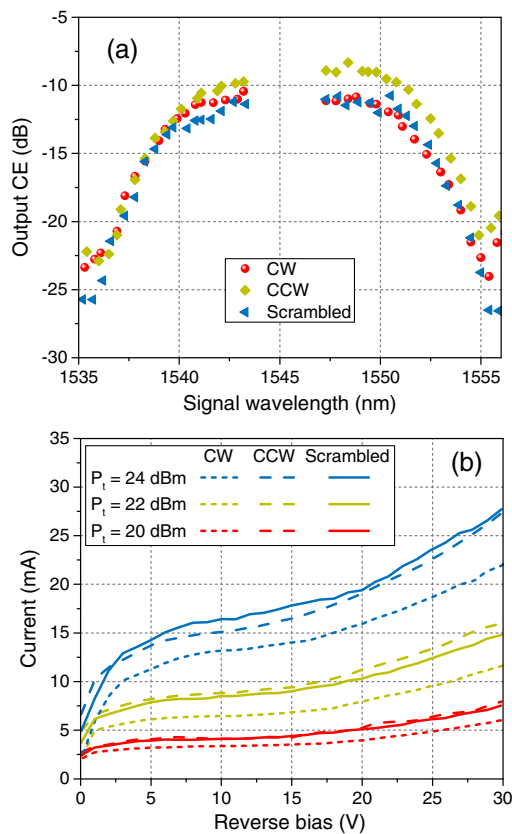 (a)
Output CE (dB)
-5
-10
-15
-20
-25
-30
CW
CCW
Scrambled
1535 1540 1545 1550 1555
Signal wavelength (nm)
(b)
Current (mA)
35
30
25
20
15
10
5
0
CW CCW Scrambled
Pt = 24 dBm
Pt = 22 dBm
Pt = 20 dBm
0 5 10 15 20 25 30
Reverse bias (V)